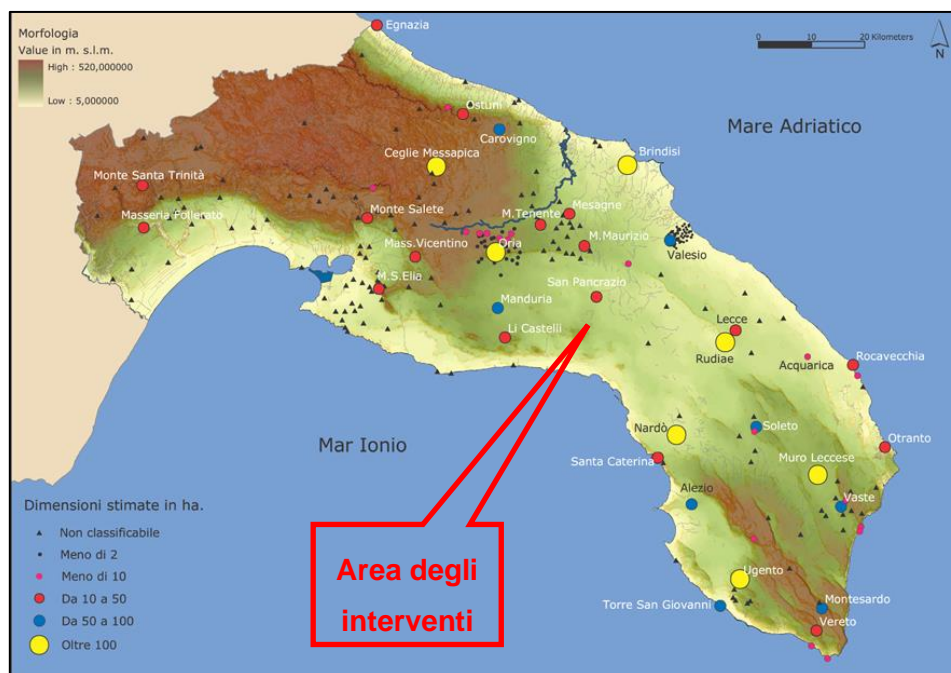 Morfologia
Value in m. s.l.m.
High : 520,000000
Low : 5,000000
Egnazia
0 10 20 Kilometers
N
Ostuni
Carovigno
Mare Adriatico
Ceglie Messapica
Brindisi
Monte Santa Trinità
Masseria Follerato
Monte Salete
M.Tenente
Mesagne
Mass.Vicentino
Oria
M.Maurizio
Valesio
M.S.Elia
San Pancrazio
Manduria
Li Castelli
Lecce
Rudiae
Acquarica
Rocavecchia
Mar Ionio
Nardò
Soleto
Otranto
Santa Caterina
Muro Leccese
Alezio
Vaste
Dimensioni stimate in ha.
Non classificabile
Meno di 2
Meno di 10
Da 10 a 50
Da 50 a 100
Oltre 100
Area degli
interventi
Ugento
Torre San Giovanni
Montesardo
Vereto